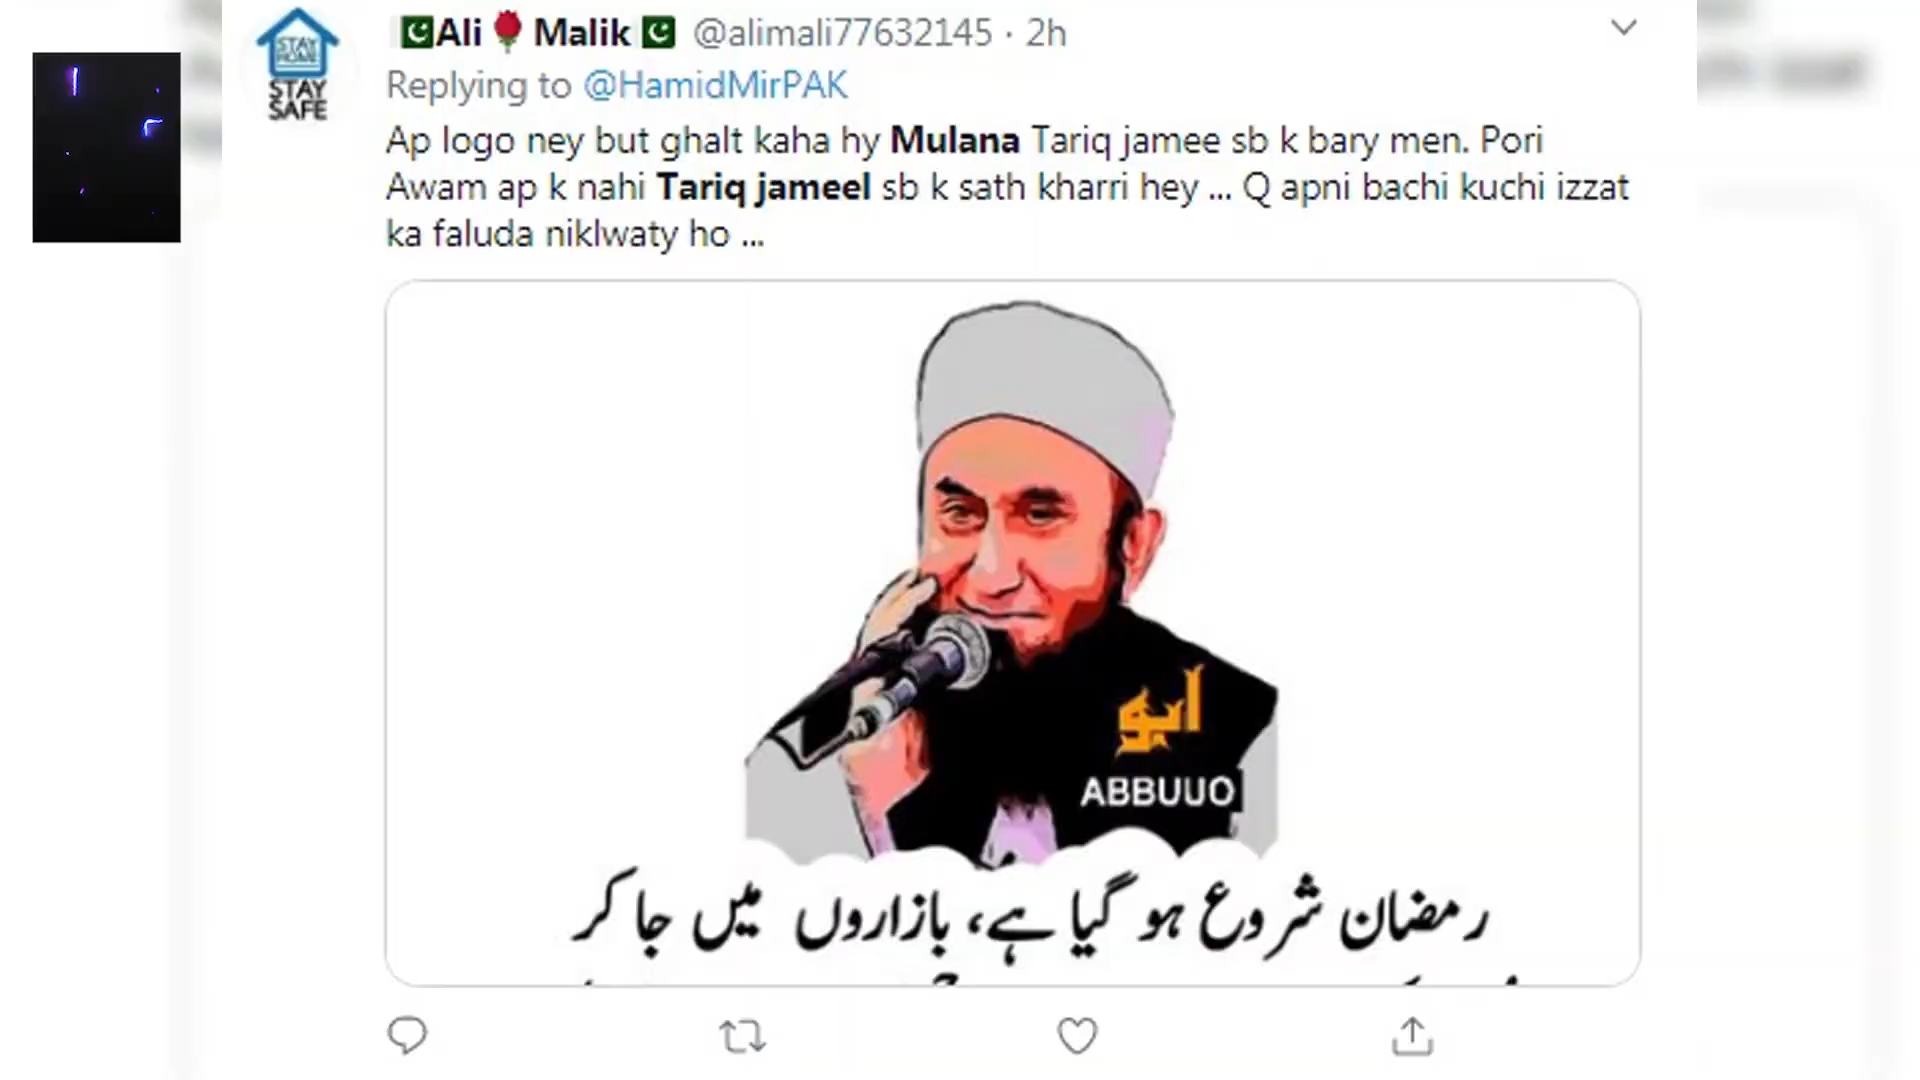 STAY
HOME
STAY
SAFE
Ali Malik @alimali77632145 · 2h
Replying to @HamidMirPAK
Ap logo ney but ghalt kaha hy Mulana Tariq jamee sb k bary men. Pori
Awam ap k nahi Tariq jameel sb k sath kharri hey ... Q apni bachi kuchi izzat
ka faluda niklwaty ho ...
ابو
ABBUUO
رمضان شروع ہو گیا ہے، بازاروں میں جا کر